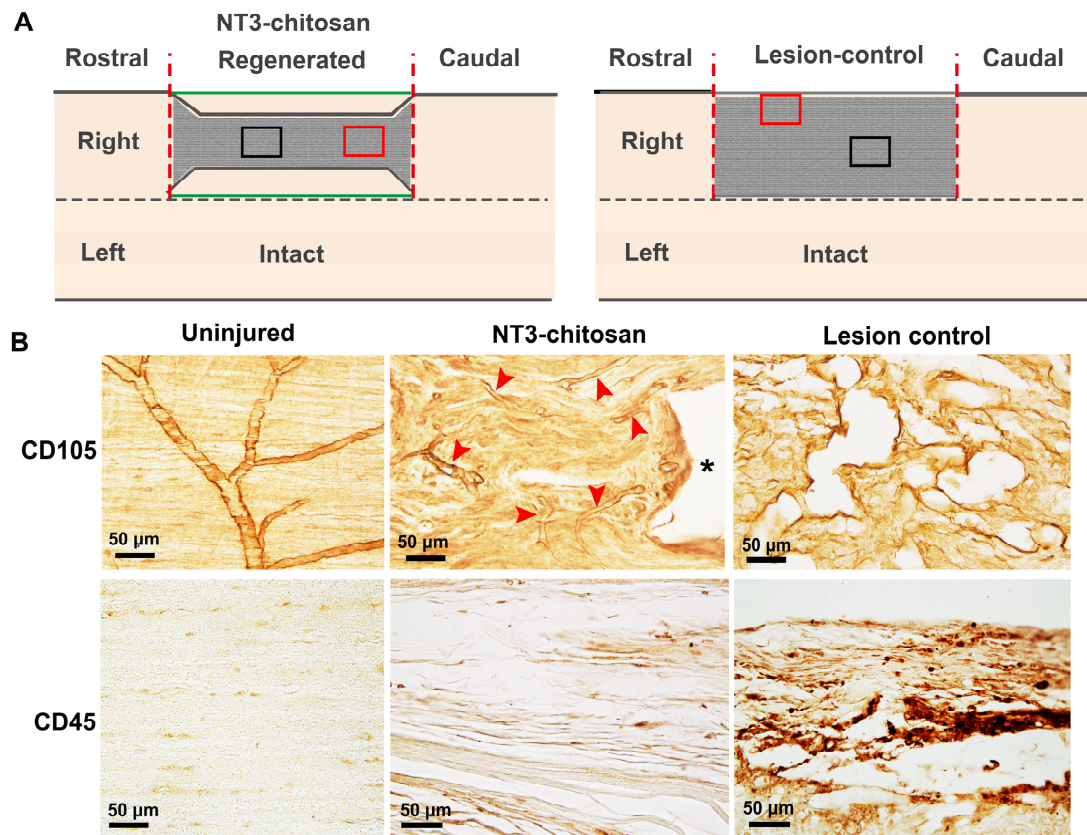 A
NT3-chitosan
Regenerated
Rostral
Caudal
Right
Left
Intact
Lesion-control
Rostral
Caudal
Right
Left
Intact
B
Uninjured
NT3-chitosan
Lesion control
CD105
50 μm
50 μm
*
50 μm
CD45
50 μm
50 μm
50 μm